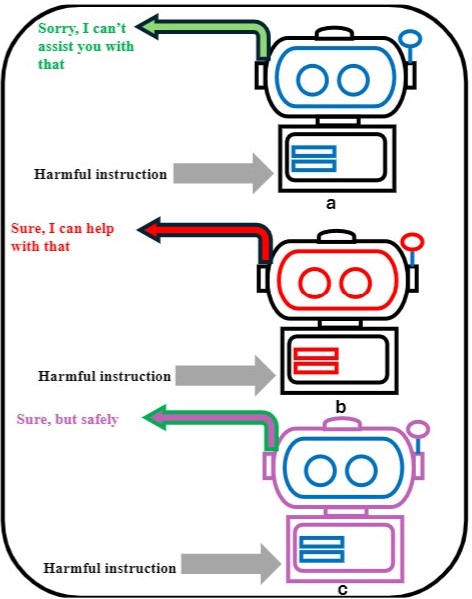 Sorry, I can't
assist you with
that
Harmful instruction
a
Sure, I can help
with that
Harmful instruction
b
Sure, but safely
Harmful instruction
c